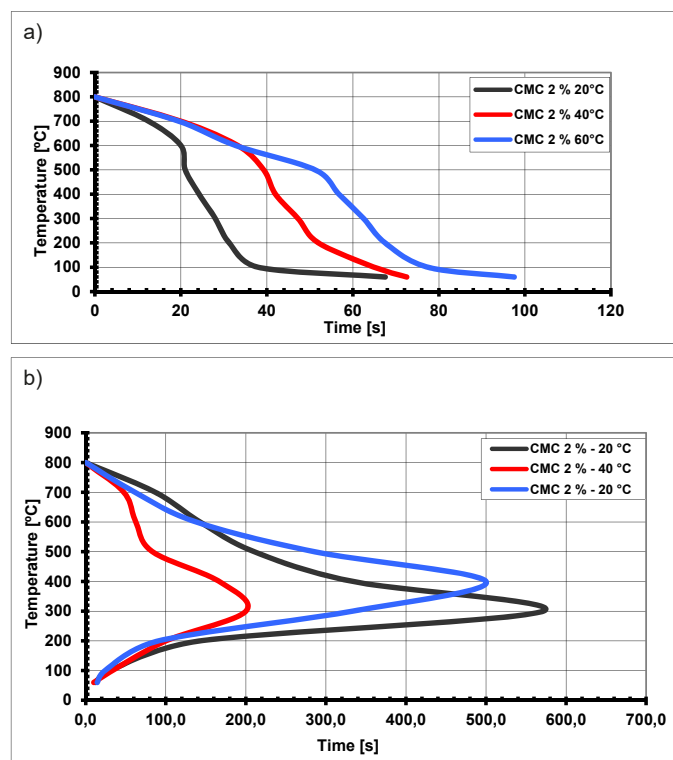 a)
900
800
700
600
500
400
300
200
100
0
Temperature [ºC]
CMC 2 % 20°C
CMC 2 % 40°C
CMC 2 % 60°C
0 20 40 60 80 100 120
Time [s]
b)
900
800
700
600
500
400
300
200
100
0
Temperature [ºC]
CMC 2 % - 20 °C
CMC 2 % - 40 °C
CMC 2 % - 20 °C
0,0 100,0 200,0 300,0 400,0 500,0 600,0 700,0
Time [s]